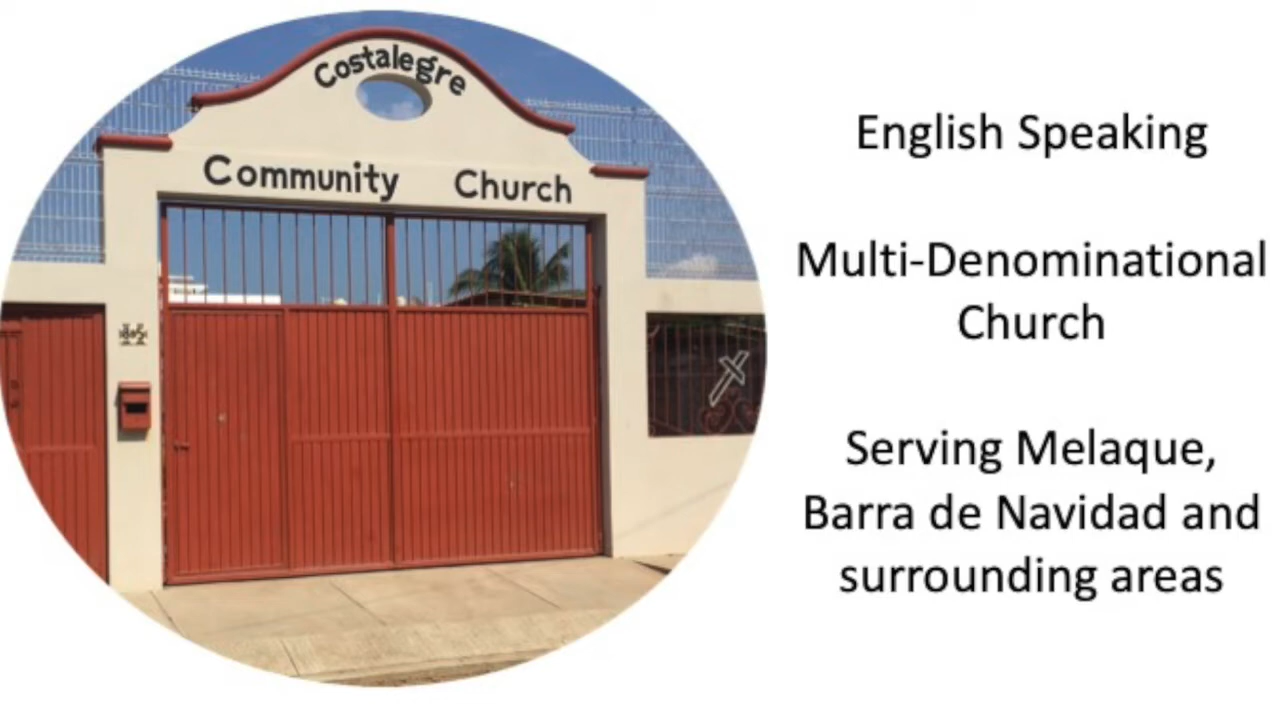 Costalegre
Community Church
English Speaking
Multi-Denominational
Church
Serving Melaque,
Barra de Navidad and
surrounding areas